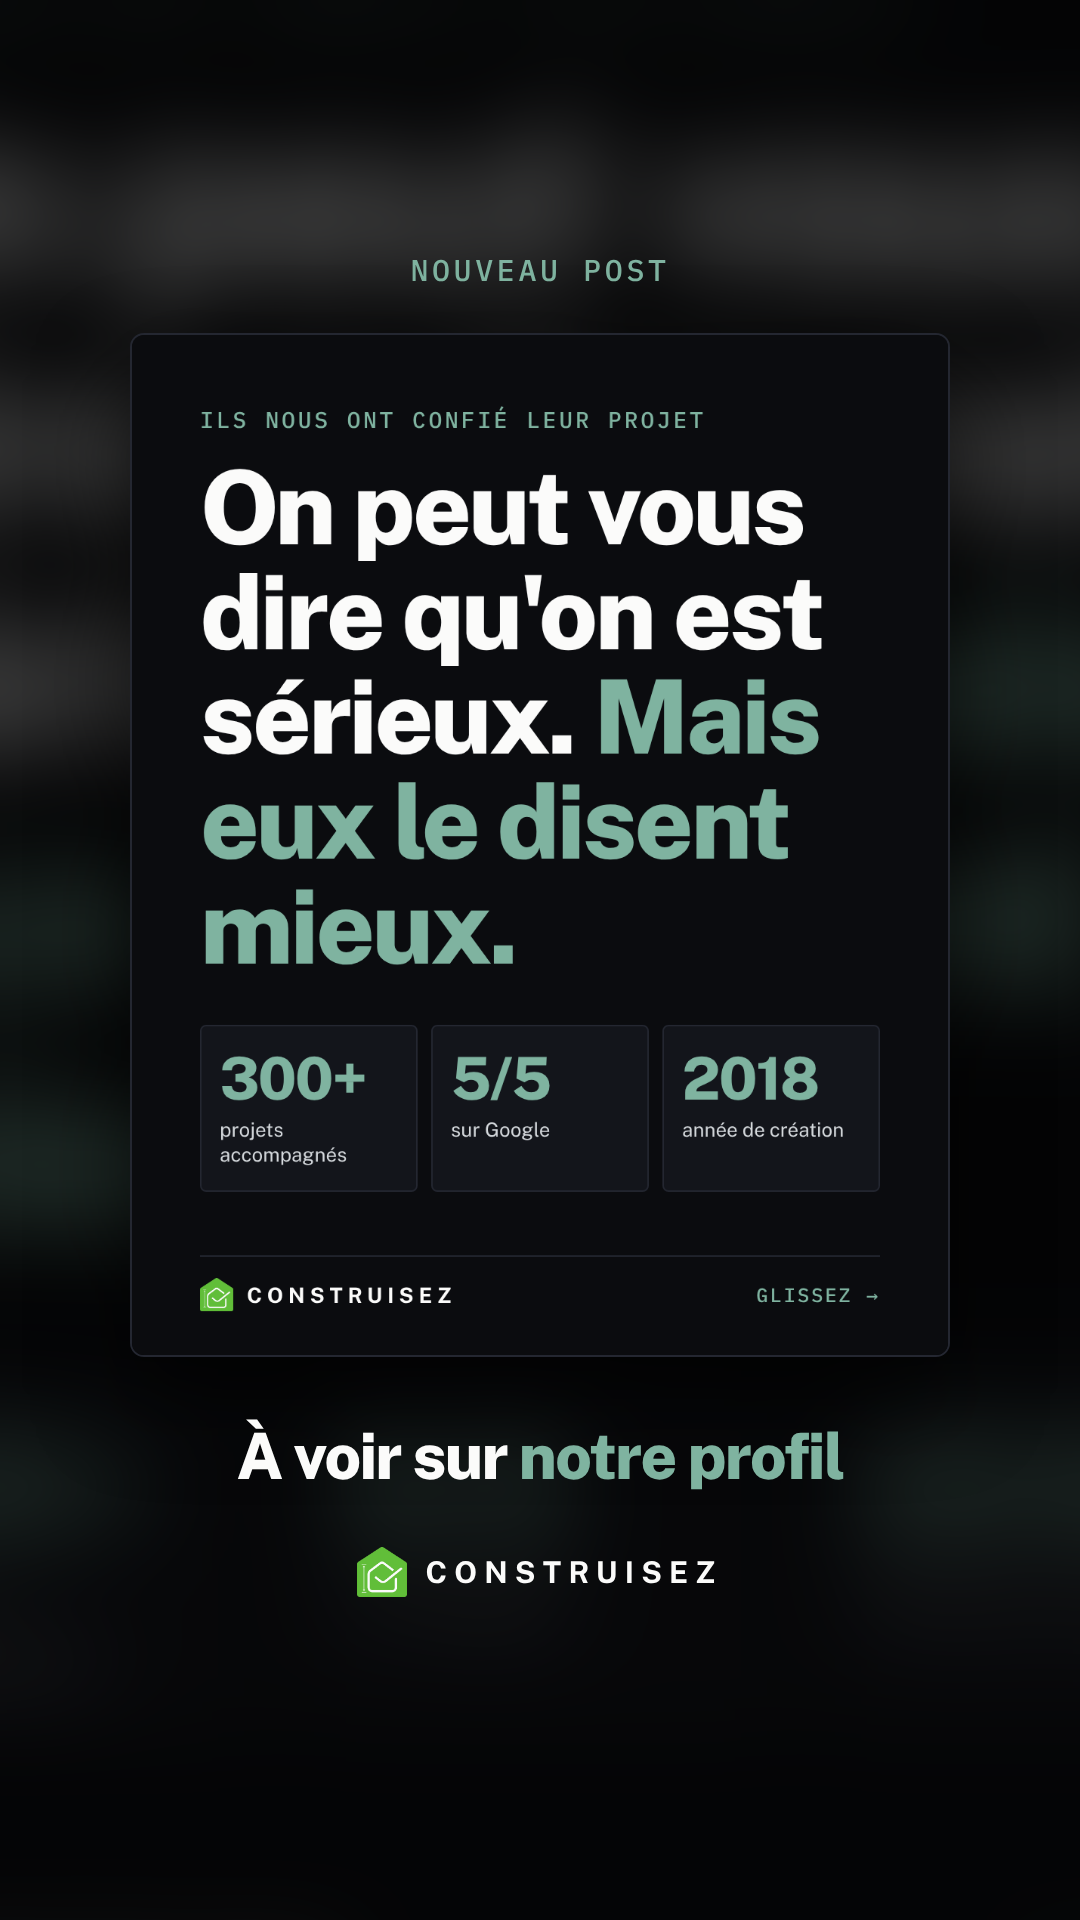 NOUVEAU POST
ILS NOUS ONT CONFIÉ LEUR PROJET
On peut vous
dire qu'on est
sérieux. Mais
eux le disent
mieux.
300+
projets
accompagnés
5/5
sur Google
2018
année de création
CONSTRUISEZ
GLISSEZ →
À voir sur notre profil
CONSTRUISEZ